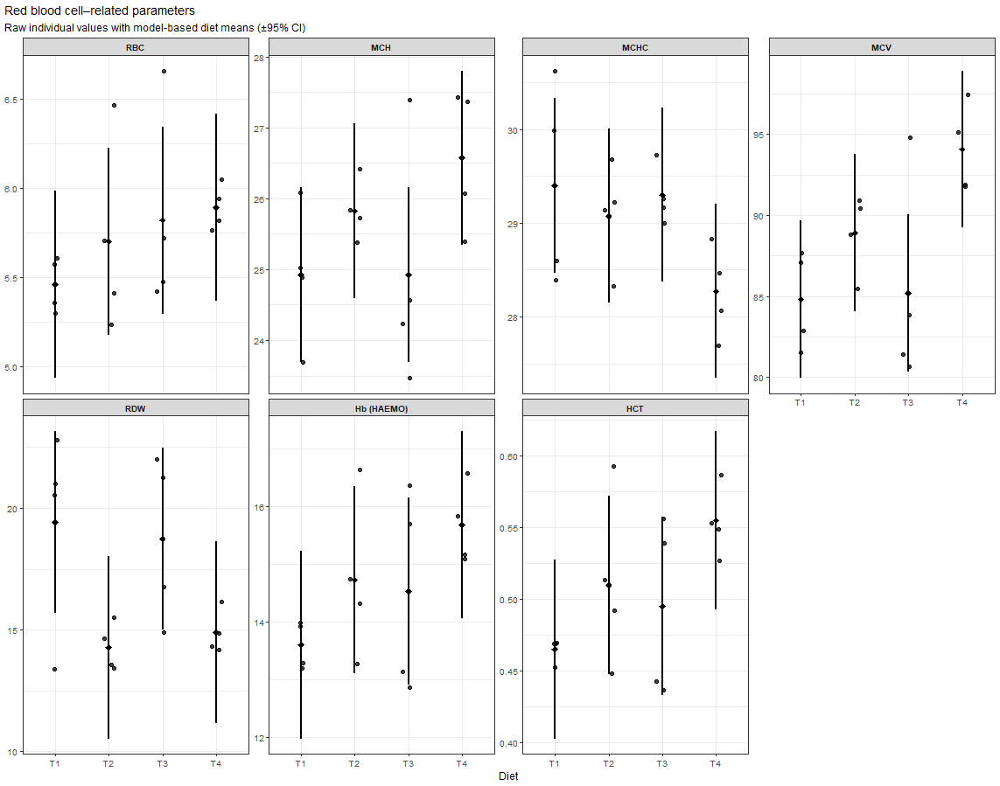 Red blood cell–related parameters
Raw individual values with model-based diet means (±95% CI)
RBC
MCH
MCHC
MCV
6.5
6.0
5.5
5.0
28
27
26
25
24
30
29
28
95
90
85
80
T1 T2 T3 T4
RDW
Hb (HAEMO)
HCT
20
15
10
16
14
12
0.60
0.55
0.50
0.45
0.40
T1 T2 T3 T4
T1 T2 T3 T4
T1 T2 T3 T4
Diet